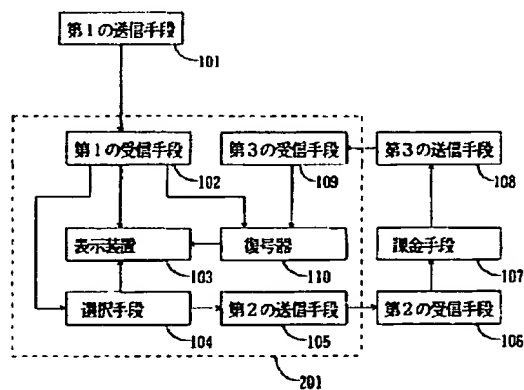 第1の送信手段
101
第1の受信手段
102
第3の受信手段
109
第3の送信手段
108
表示装置
103
復号器
110
課金手段
107
選択手段
104
第2の送信手段
105
第2の受信手段
106
201